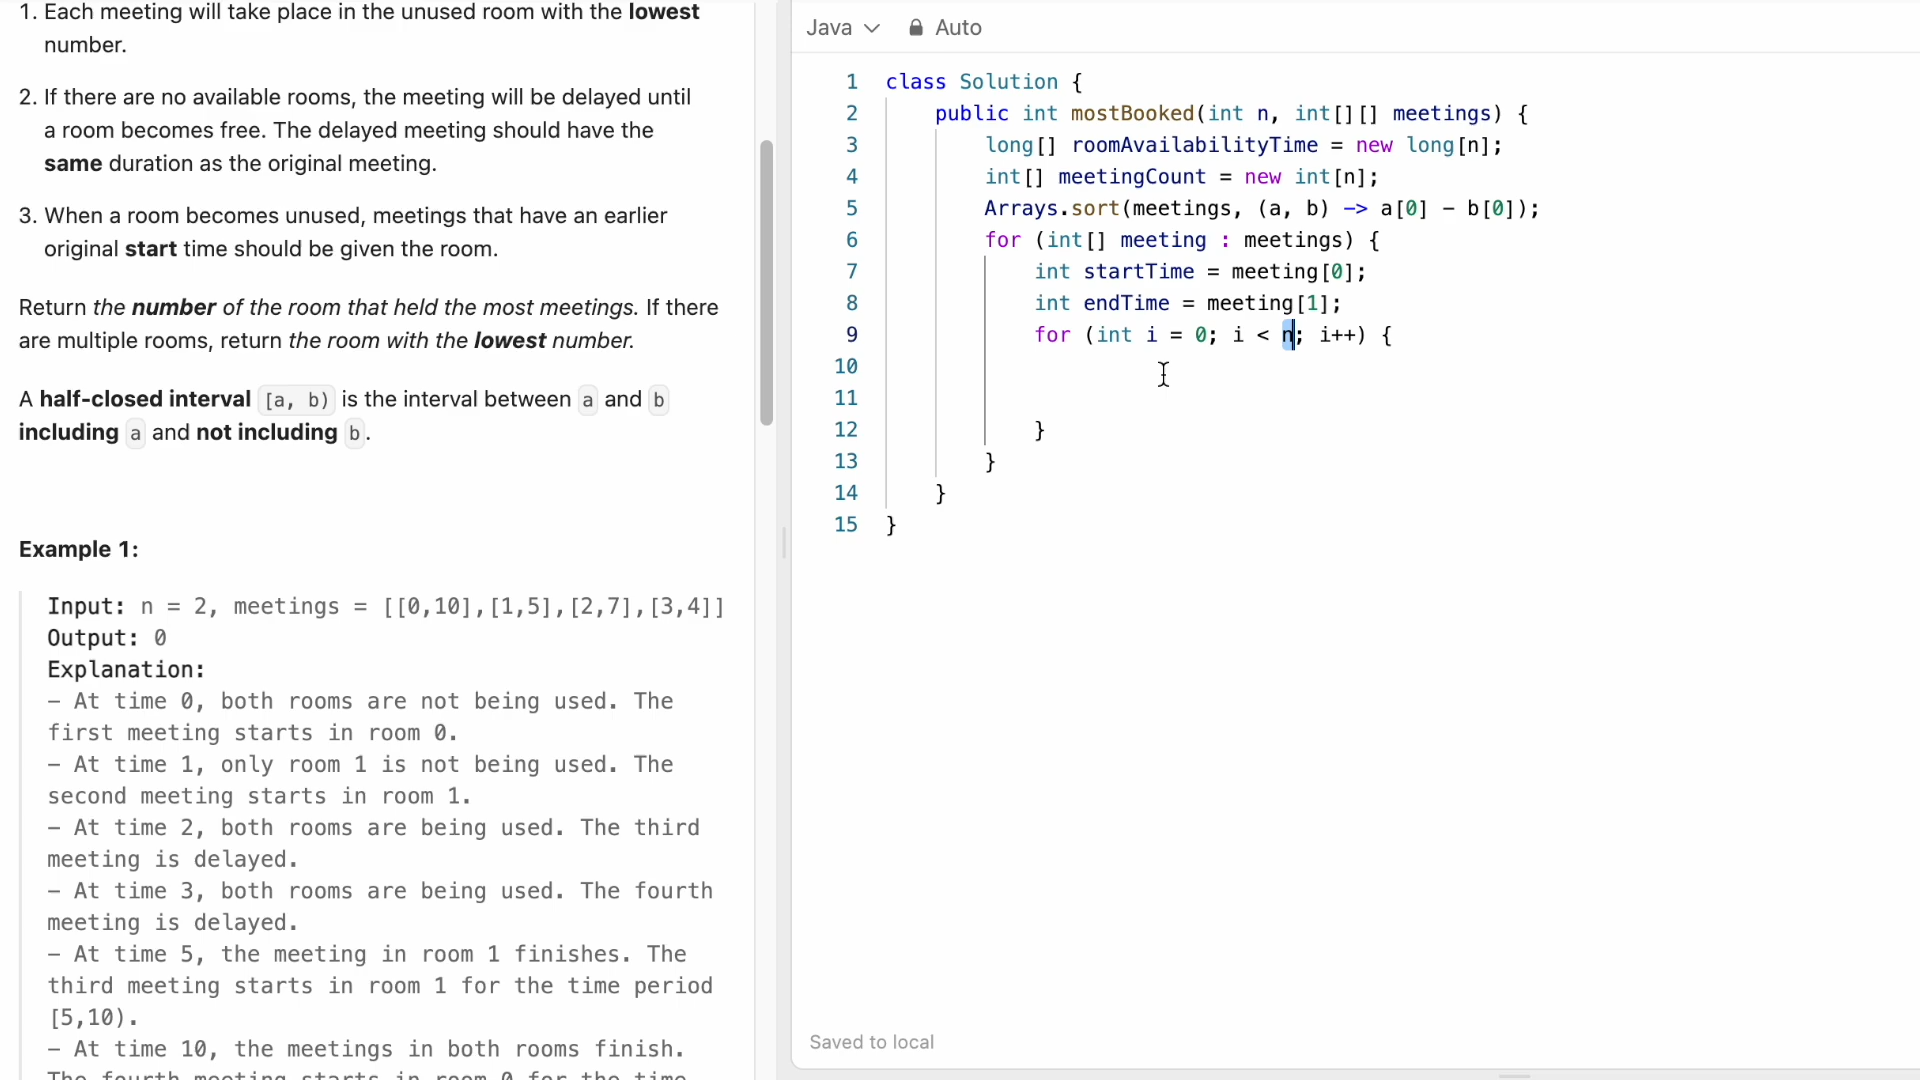 1. Each meeting will take place in the unused room with the lowest
number.
2. If there are no available rooms, the meeting will be delayed until
a room becomes free. The delayed meeting should have the
same duration as the original meeting.
3. When a room becomes unused, meetings that have an earlier
original start time should be given the room.
Return the number of the room that held the most meetings. If there
are multiple rooms, return the room with the lowest number.
A half-closed interval [a, b) is the interval between a and b
including a and not including b.
Example 1:
Input: n = 2, meetings = [[0,10],[1,5],[2,7],[3,4]]
Output: 0
Explanation:
- At time 0, both rooms are not being used. The
first meeting starts in room 0.
- At time 1, only room 1 is not being used. The
second meeting starts in room 1.
- At time 2, both rooms are being used. The third
meeting is delayed.
- At time 3, both rooms are being used. The fourth
meeting is delayed.
- At time 5, the meeting in room 1 finishes. The
third meeting starts in room 1 for the time period
[5,10).
- At time 10, the meetings in both rooms finish.
The fourth meeting starts in room 0 for the time
Java Auto
1 class Solution {
2 public int mostBooked(int n, int[][] meetings) {
3 long[] roomAvailabilityTime = new long[n];
4 int[] meetingCount = new int[n];
5 Arrays.sort(meetings, (a, b) -> a[0] - b[0]);
6 for (int[] meeting : meetings) {
7 int startTime = meeting[0];
8 int endTime = meeting[1];
9 for (int i = 0; i < n; i++) {
10
11
12 }
13 }
14 }
15 }
Saved to local